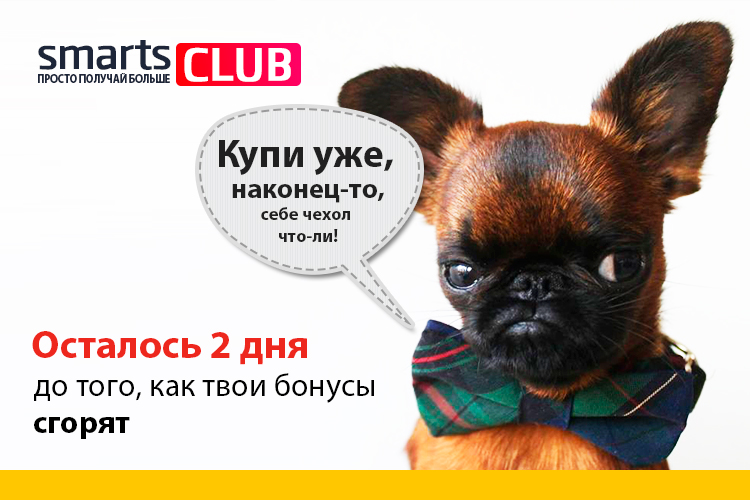 smarts CLUB
ПРОСТО ПОЛУЧАЙ БОЛЬШЕ
Купи уже,
наконец-то,
себе чехол
что-ли!
Осталось 2 дня
до того, как твои бонусы
сгорят